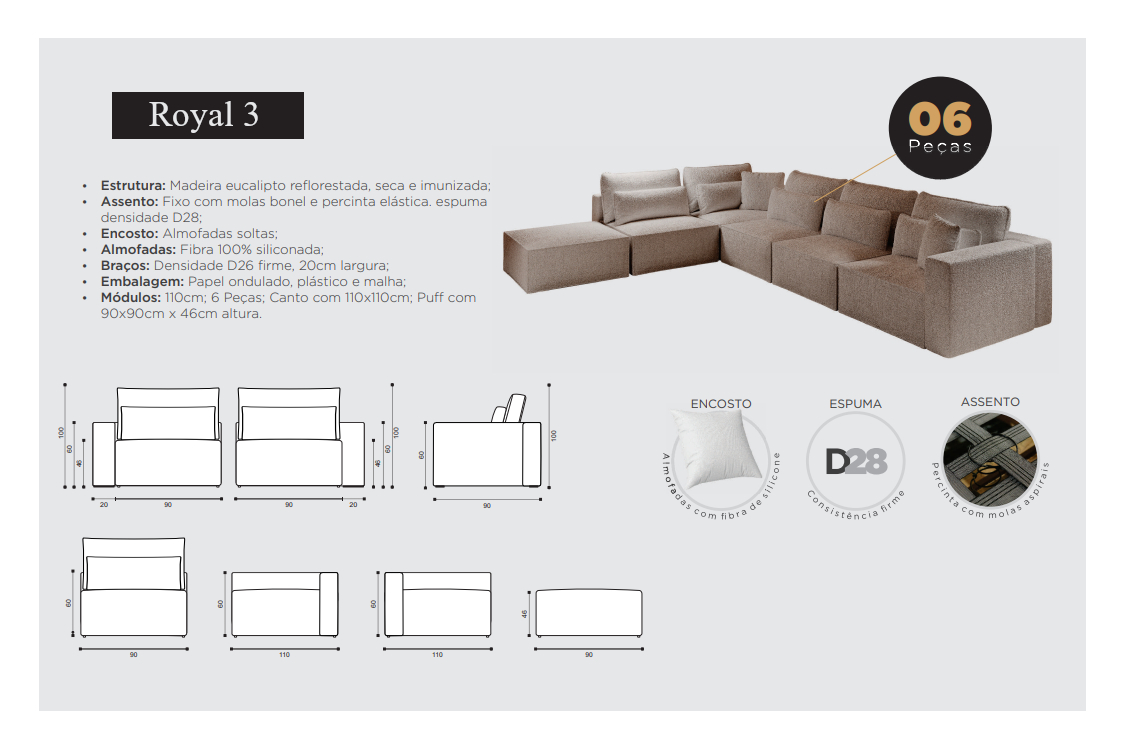 Royal 3
06
Peças
• Estrutura: Madeira eucalipto reflorestada, seca e imunizada;
• Assento: Fixo com molas bonel e percinta elástica. espuma
densidade D28;
• Encosto: Almofadas soltas;
• Almofadas: Fibra 100% siliconada;
• Braços: Densidade D26 firme, 20cm largura;
• Embalagem: Papel ondulado, plástico e malha;
• Módulos: 110cm; 6 Peças; Canto com 110x110cm; Puff com
90x90cm x 46cm altura.
100
60
46
20
90
90
20
46
60
100
60
90
100
ENCOSTO
Almofadas com fibra de silicone
ESPUMA
D28
Consistência firme
ASSENTO
Percinta com molas aspirais
60
90
60
110
60
110
46
90